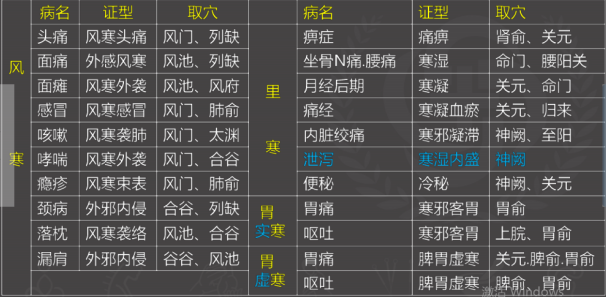 病名 证型 取穴 病名 证型 取穴
头痛 风寒头痛 风门、列缺 痹症 痛痹 肾俞、关元
面痛 外感风寒 风池、列缺 坐骨N痛.腰痛 寒湿 命门、腰阳关
风
面瘫 风寒外袭 风池、风府 月经后期 寒凝 关元、命门
里
感冒 风寒感冒 风门、肺俞 痛经 寒凝血瘀 关元、归来
咳嗽 风寒袭肺 风门、太渊 内脏绞痛 寒邪凝滞 神阙、至阳
寒
寒 哮喘 风寒外袭 风门、合谷 泄泻 寒湿内盛 神阙
瘾疹 风寒束表 风门、肺俞 便秘 冷秘 神阙、关元
颈病 外邪内侵 合谷、列缺 胃 胃痛 寒邪客胃 胃俞
落枕 风寒袭络 风池、合谷 实寒 呕吐 寒邪客胃 上脘、胃俞
漏肩 外邪内侵 合谷、风池 胃 胃痛 脾胃虚寒 关元.脾俞.胃俞
虚寒 呕吐 脾胃虚寒 脾俞、胃俞
激活 Windows